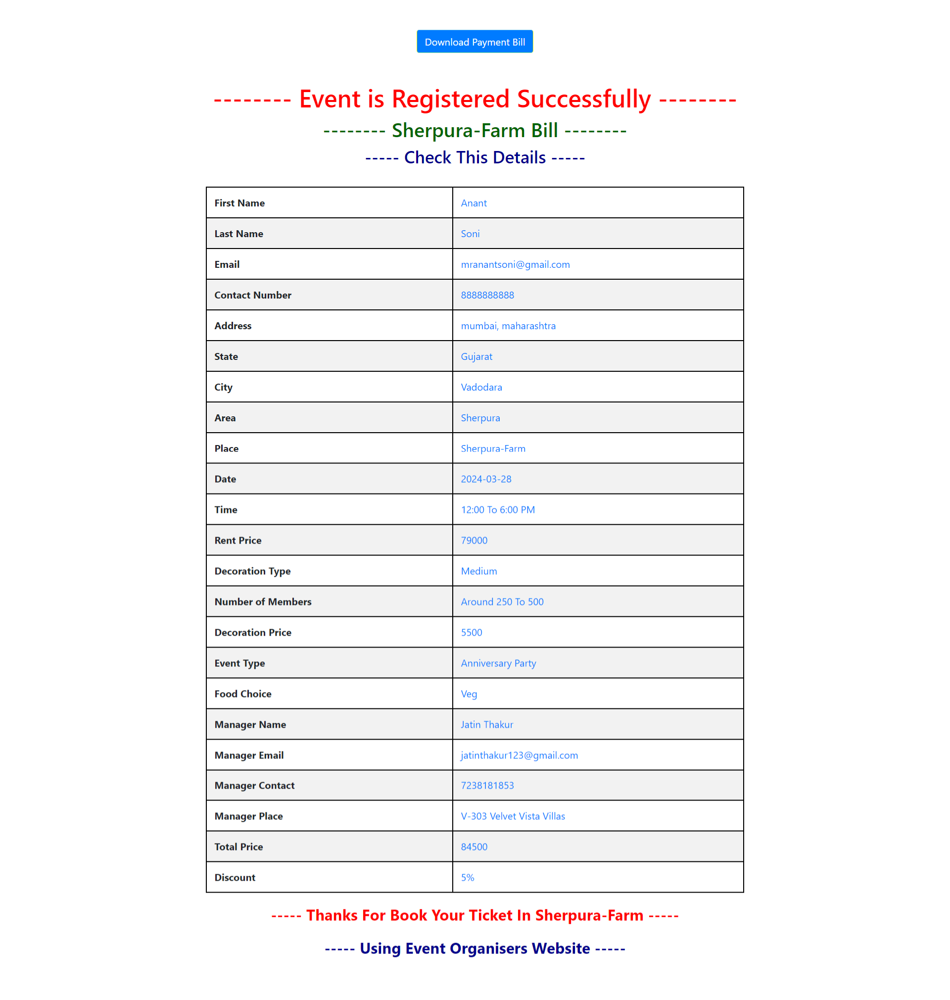 Download Payment Bill
-------- Event is Registered Successfully --------
-------- Sherpura-Farm Bill --------
----- Check This Details -----
First Name Anant
Last Name Soni
Email mranantsoni@gmail.com
Contact Number 8888888888
Address mumbai, maharashtra
State Gujarat
City Vadodara
Area Sherpura
Place Sherpura-Farm
Date 2024-03-28
Time 12:00 To 6:00 PM
Rent Price 79000
Decoration Type Medium
Number of Members Around 250 To 500
Decoration Price 5500
Event Type Anniversary Party
Food Choice Veg
Manager Name Jatin Thakur
Manager Email jatinthakur123@gmail.com
Manager Contact 7238181853
Manager Place V-303 Velvet Vista Villas
Total Price 84500
Discount 5%
----- Thanks For Book Your Ticket In Sherpura-Farm -----
----- Using Event Organisers Website -----